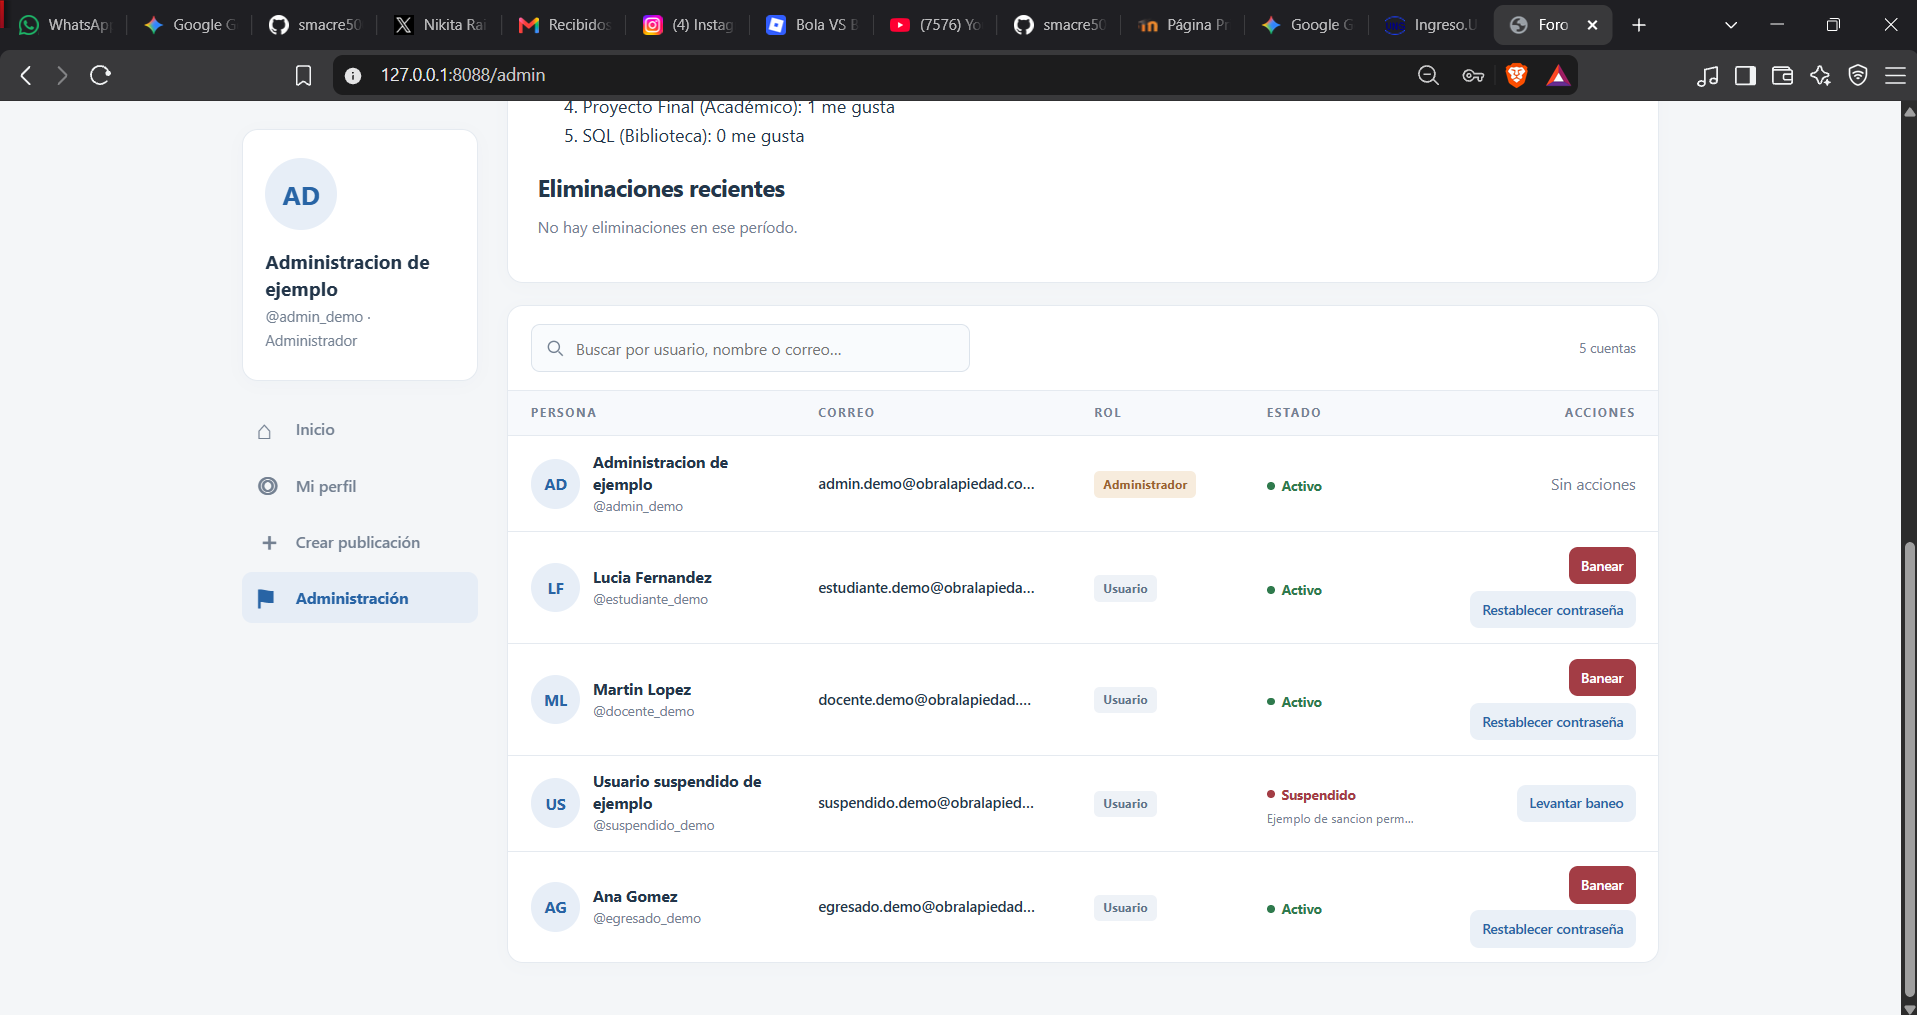 WhatsAp
Google G
smacre50
Nikita Rai
Recibidos
(4) Instag
Bola VS B
(7576) Yo
smacre50
Página Pr
Google G
Ingreso.U
Foro
127.0.0.1:8088/admin
4. Proyecto Final (Académico): 1 me gusta
5. SQL (Biblioteca): 0 me gusta
Eliminaciones recientes
No hay eliminaciones en ese período.
AD
Administracion de
ejemplo
@admin_demo ·
Administrador
Inicio
Mi perfil
Crear publicación
Administración
Buscar por usuario, nombre o correo...
5 cuentas
PERSONA CORREO ROL ESTADO ACCIONES
AD
Administracion de
ejemplo
@admin_demo
admin.demo@obralapiedad.co...
Administrador
Activo
Sin acciones
LF
Lucia Fernandez
@estudiante_demo
estudiante.demo@obralapieda...
Usuario
Activo
Banear
Restablecer contraseña
ML
Martin Lopez
@docente_demo
docente.demo@obralapiedad....
Usuario
Activo
Banear
Restablecer contraseña
US
Usuario suspendido de
ejemplo
@suspendido_demo
suspendido.demo@obralapied...
Usuario
Suspendido
Ejemplo de sancion perm...
Levantar baneo
AG
Ana Gomez
@egresado_demo
egresado.demo@obralapiedad...
Usuario
Activo
Banear
Restablecer contraseña